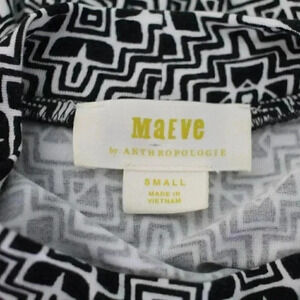 MAEVE
by ANTHROPOLOGIE
SMALL
MADE IN
VIETNAM